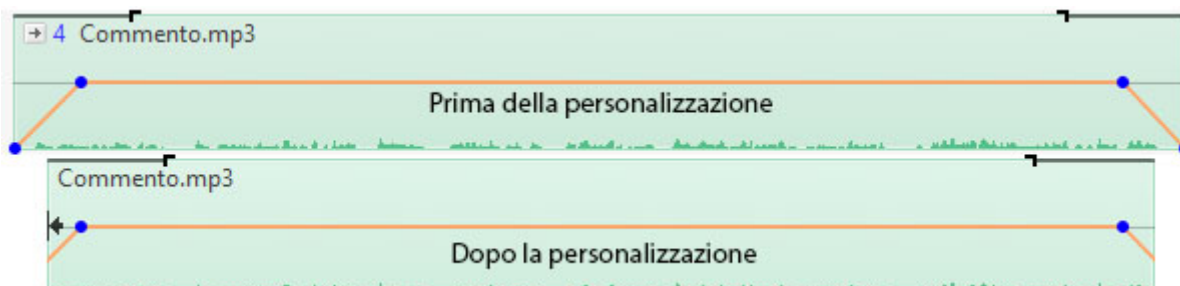 4 Commento.mp3
Prima della personalizzazione
Commento.mp3
Dopo la personalizzazione